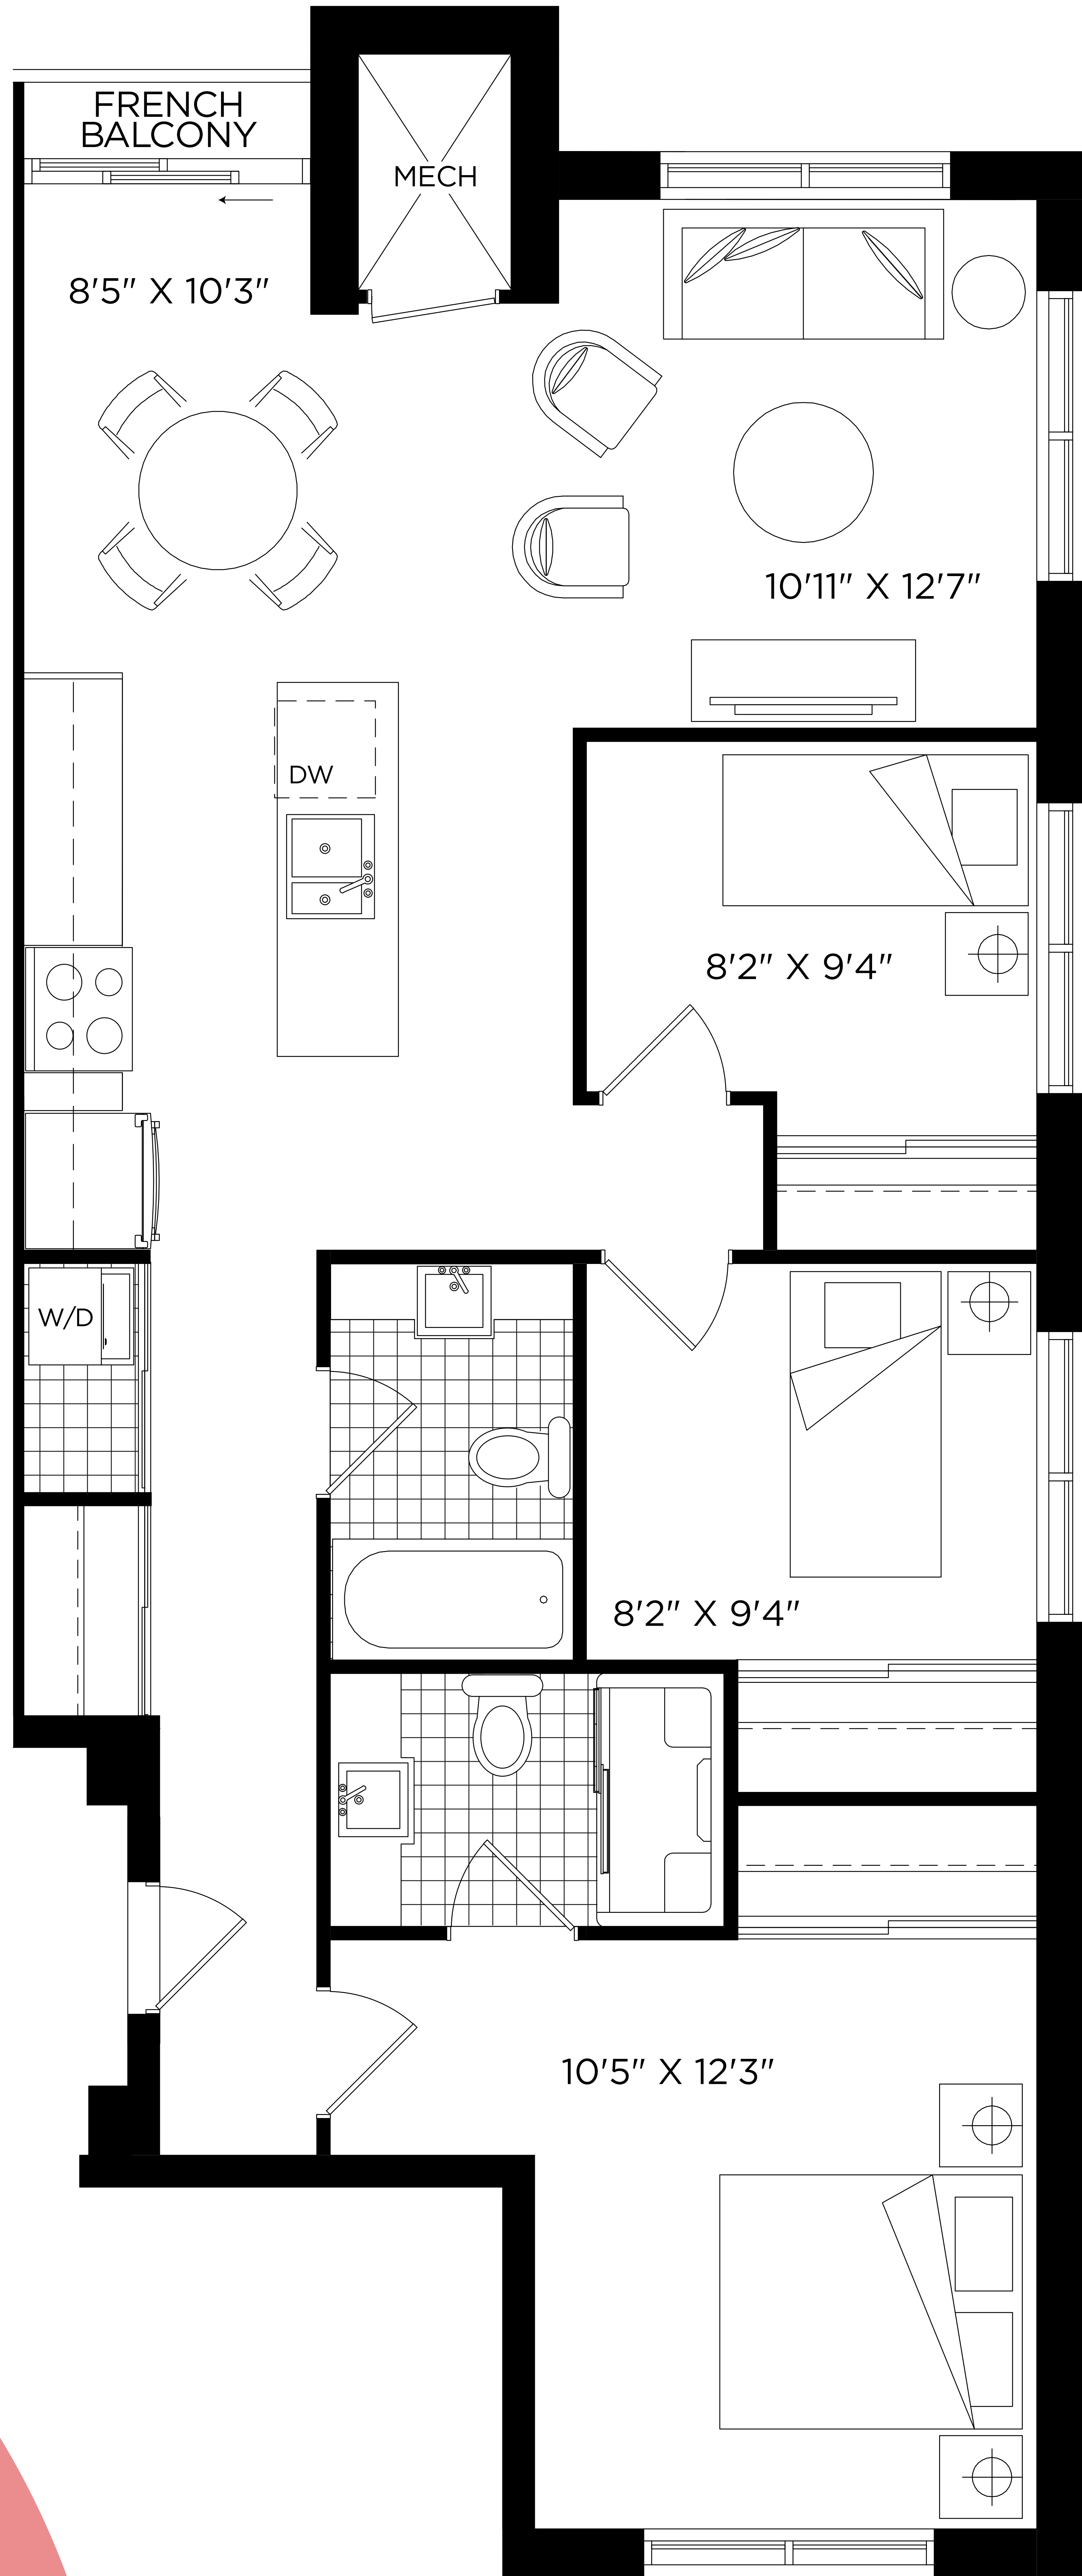 FRENCH
BALCONY
MECH
8'5" X 10'3"
10'11" X 12'7"
DW
8'2" X 9'4"
W/D
8'2" X 9'4"
10'5" X 12'3"